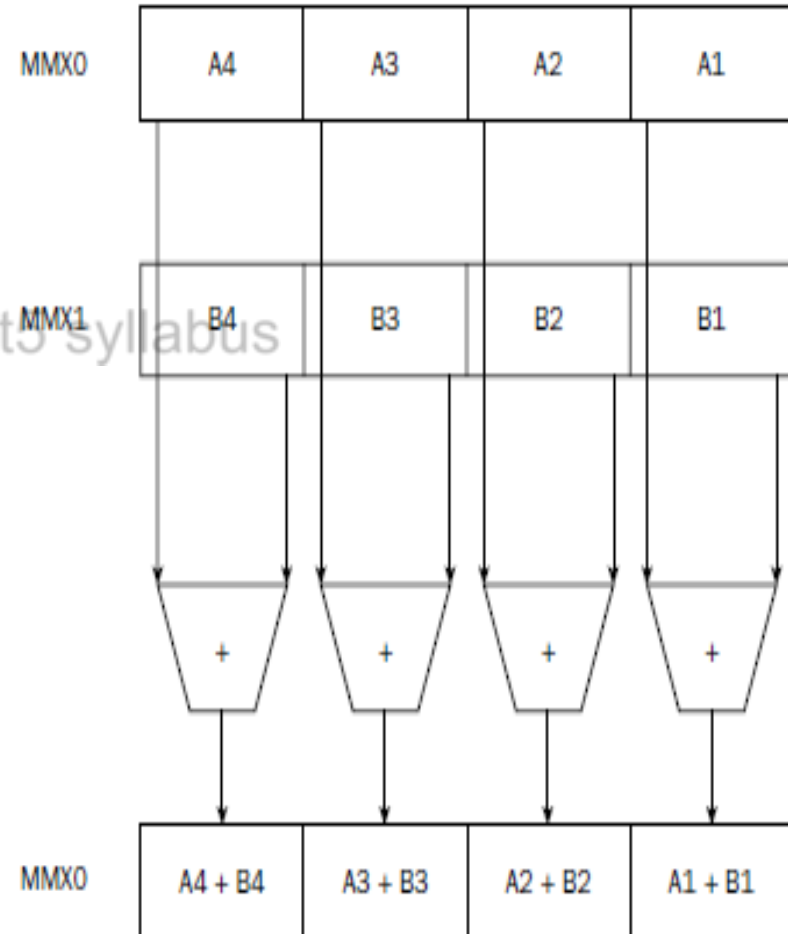 MMX0 A4 A3 A2 A1
MMX1 B4 B3 B2 B1
syllabus
+ + + +
MMX0 A4 + B4 A3 + B3 A2 + B2 A1 + B1